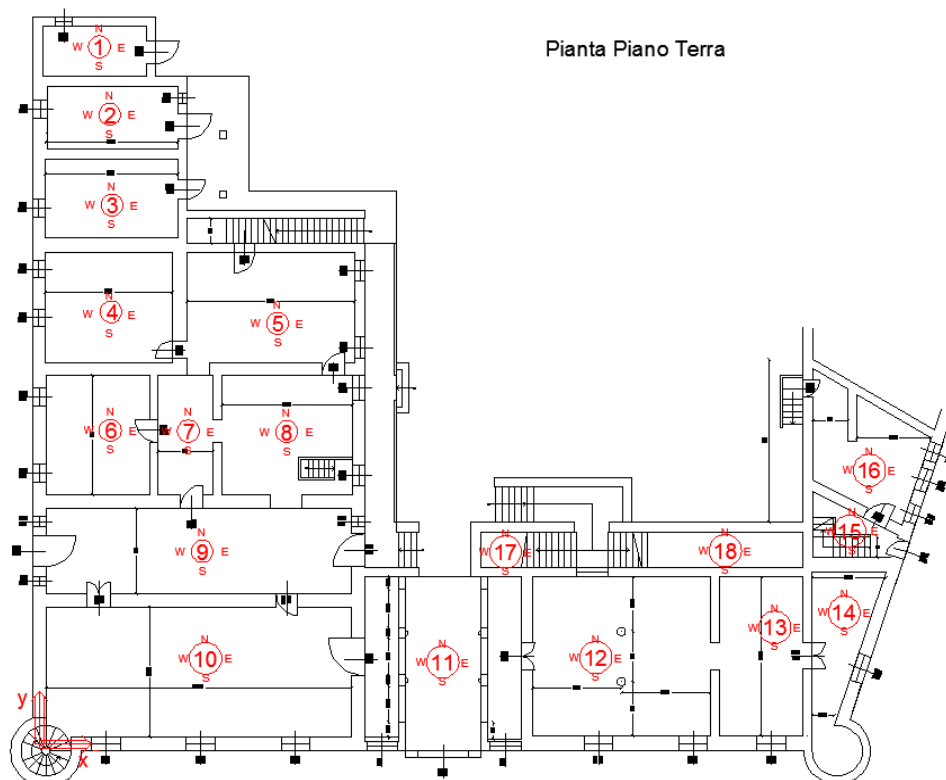 Pianta Piano Terra
N
W 1 E
S
N
W 2 E
S
N
W 3 E
S
N
W 4 E
S
N
W 5 E
S
N
W 6 E
S
N
W 7 E
S
N
W 8 E
S
N
W 9 E
S
N
W 10 E
S
N
W 11 E
S
N
W 12 E
S
N
W 13 E
S
N
W 14 E
S
N
W 15 E
S
N
W 16 E
S
N
W 17 E
S
N
W 18 E
S
y
x